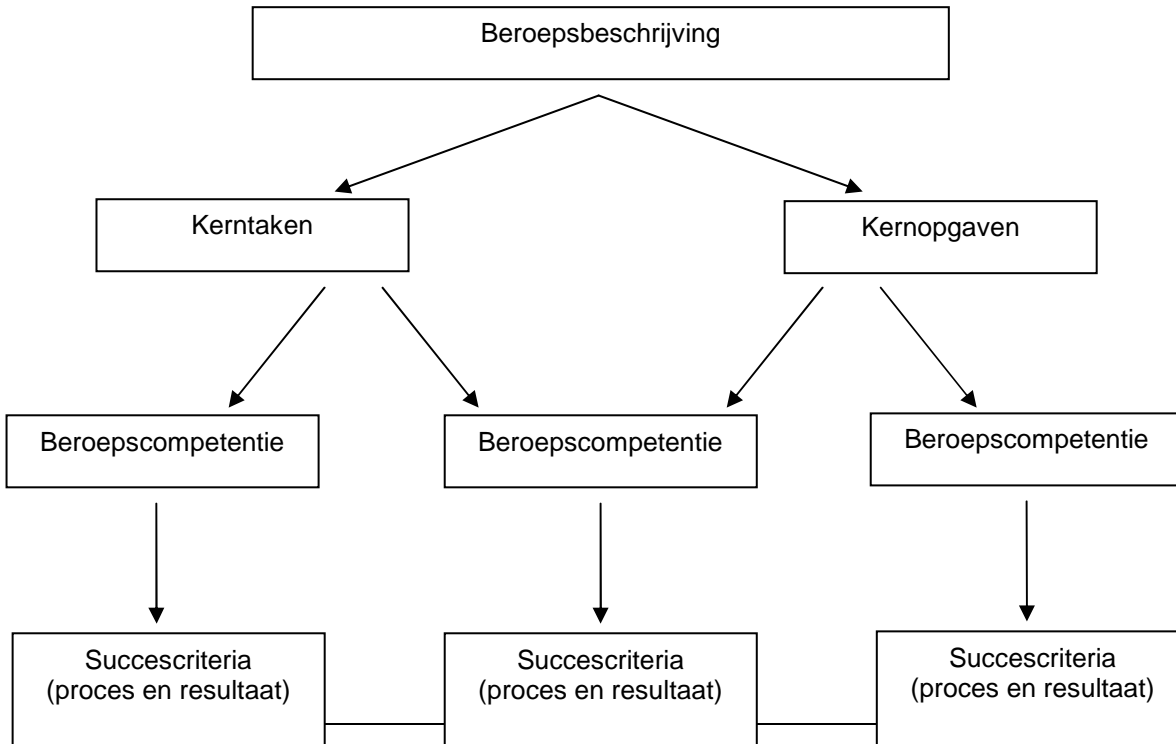 Beroepsbeschrijving
Kerntaken
Kernopgaven
Beroepscompetentie
Beroepscompetentie
Beroepscompetentie
Succescriteria
(proces en resultaat)
Succescriteria
(proces en resultaat)
Succescriteria
(proces en resultaat)